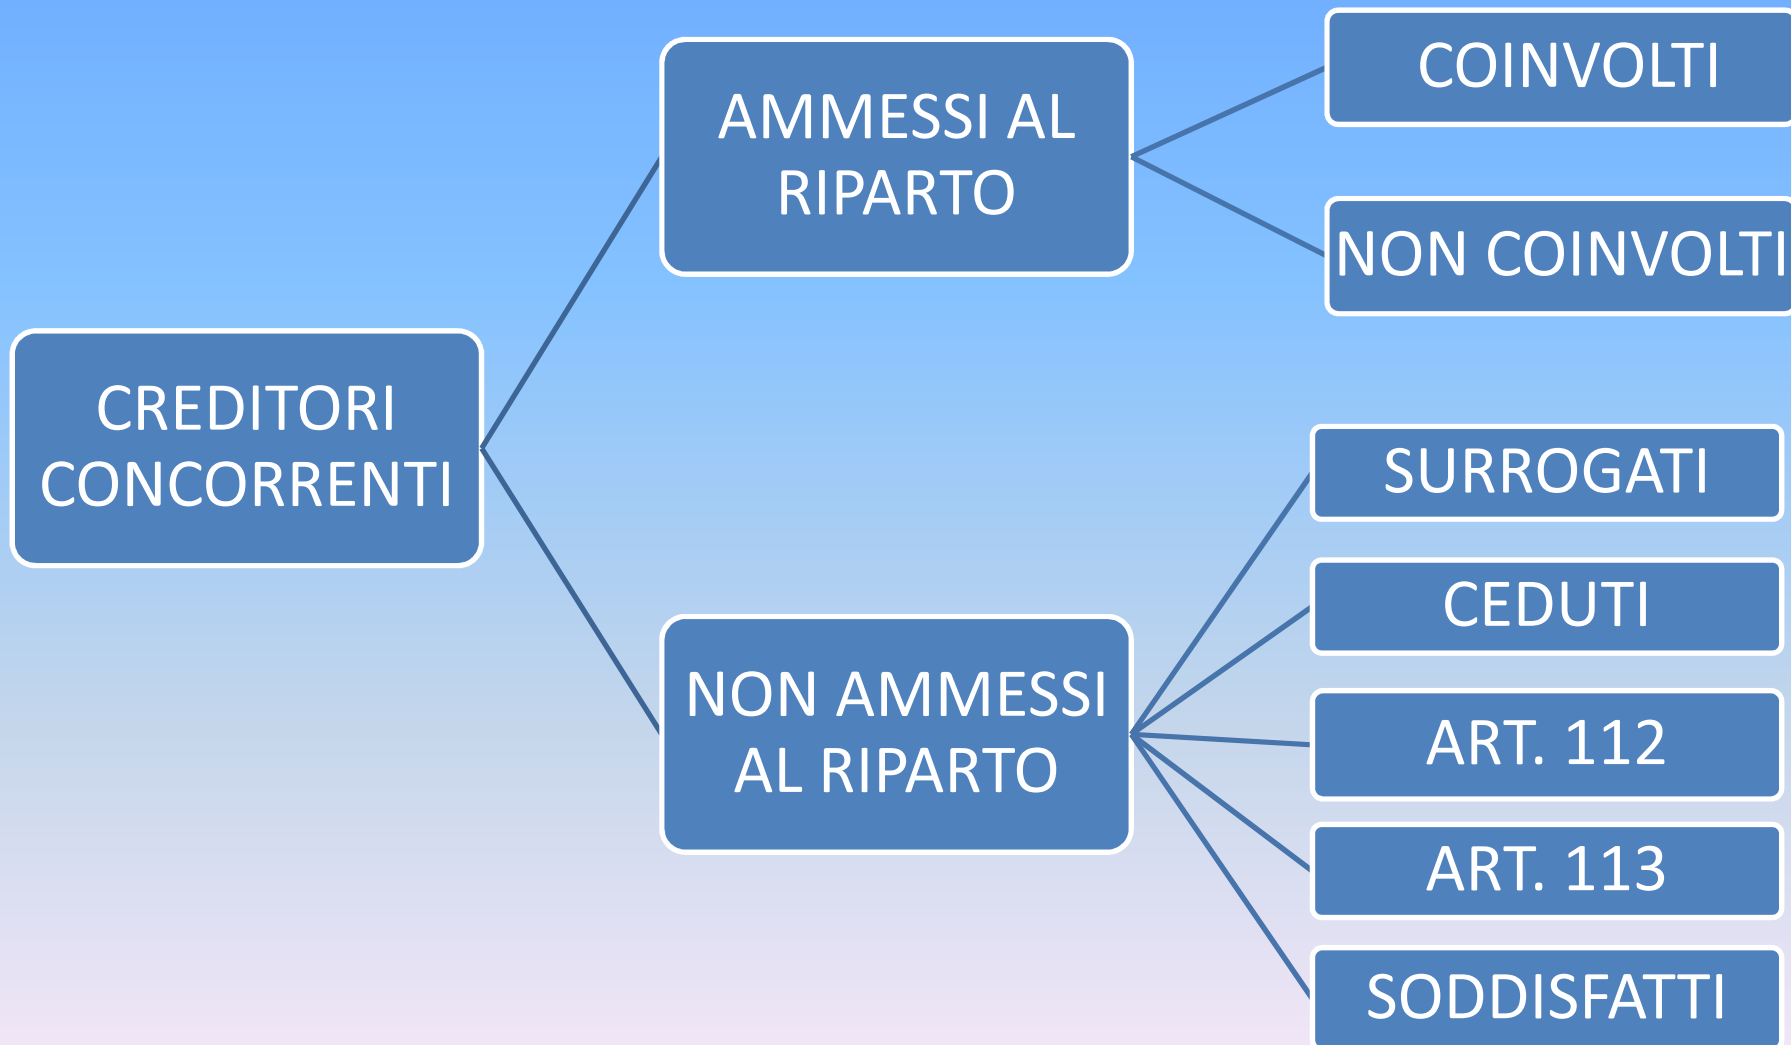 CREDITORI
CONCORRENTI
AMMESSI AL
RIPARTO
COINVOLTI
NON COINVOLTI
NON AMMESSI
AL RIPARTO
SURROGATI
CEDUTI
ART. 112
ART. 113
SODDISFATTI